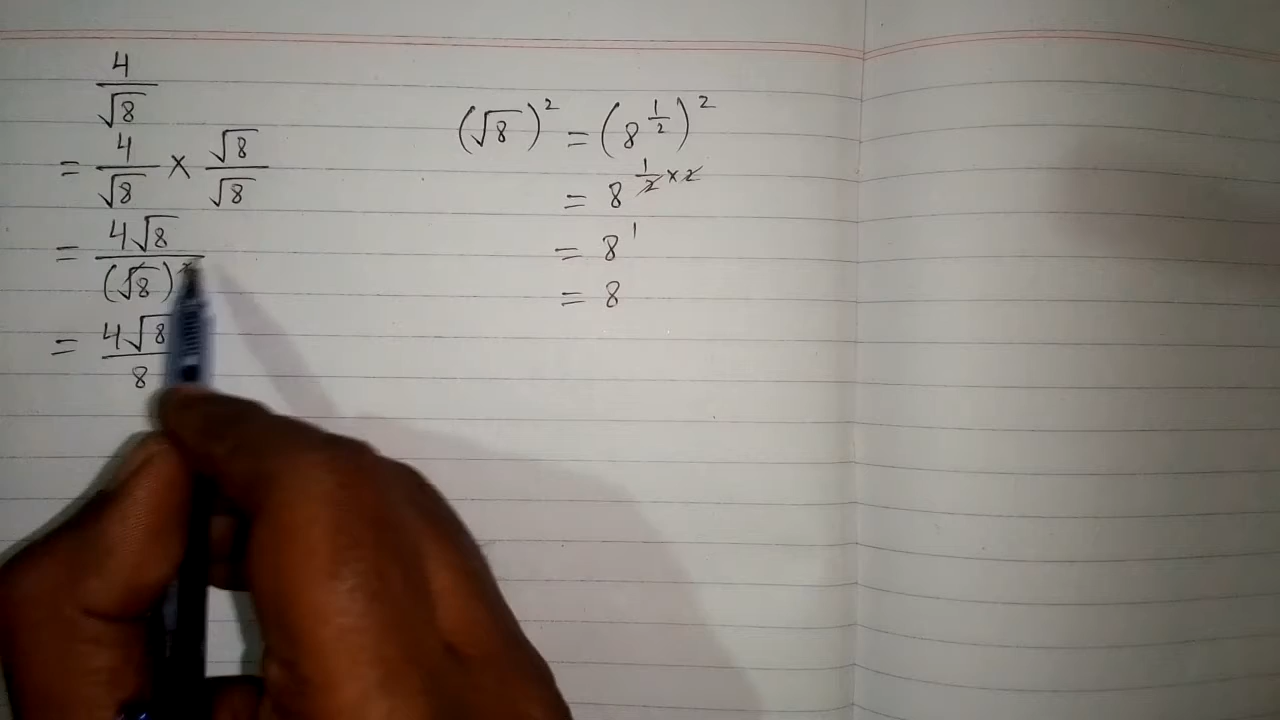 4/√8
= 4/√8 × √8/√8
= 4√8/(√8)²
= 4√8/8
(√8)² = (8^(1/2))²
= 8^(1/2 × 2)
= 8¹
= 8